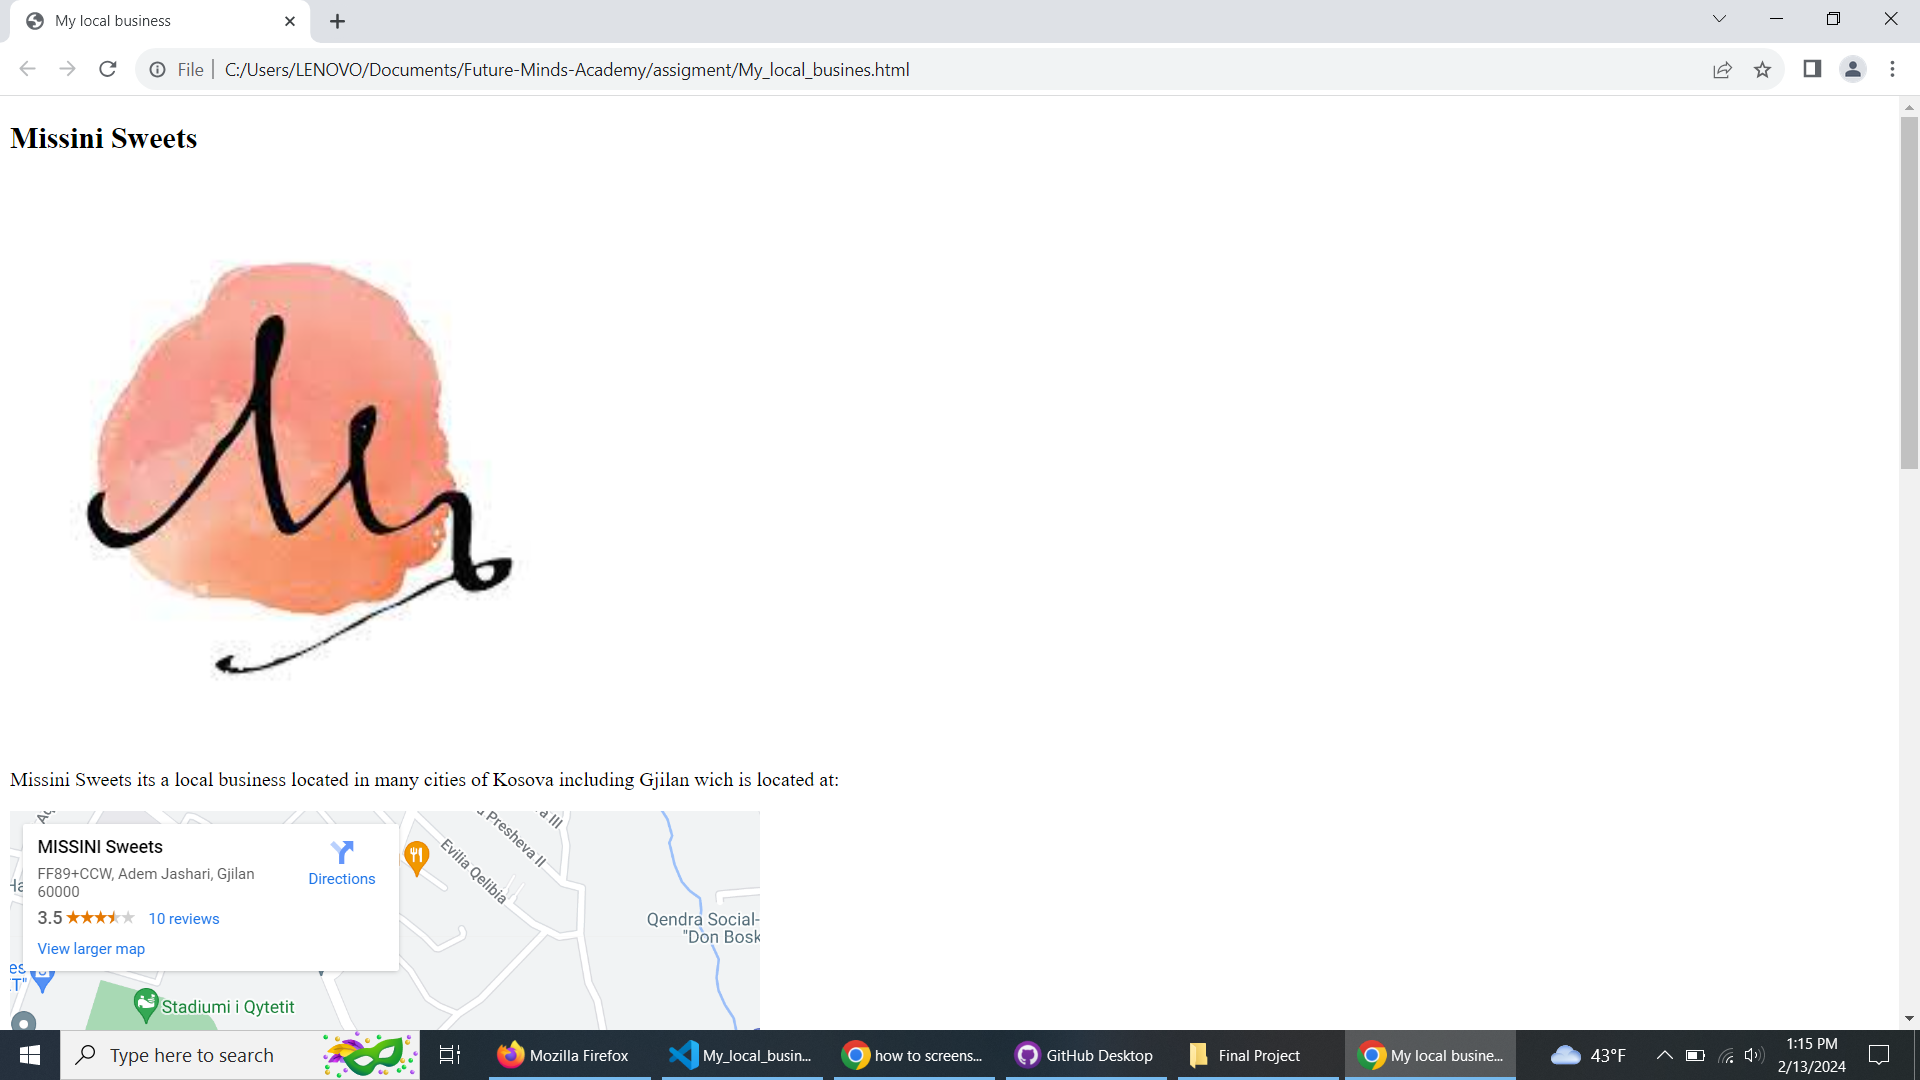 My local business
File
C:/Users/LENOVO/Documents/Future-Minds-Academy/assigment/My_local_busines.html
Missini Sweets
Missini Sweets its a local business located in many cities of Kosova including Gjilan wich is located at:
MISSINI Sweets
FF89+CCW, Adem Jashari, Gjilan
60000
3.5
10 reviews
View larger map
Directions
a III
a Presheva II
Evilia Qelibia
Qendra Social-
"Don Bosk
Stadiumi i Qytetit
Type here to search
Mozilla Firefox
My_local_busin...
how to screens...
GitHub Desktop
Final Project
My local busine...
43°F
1:15 PM
2/13/2024